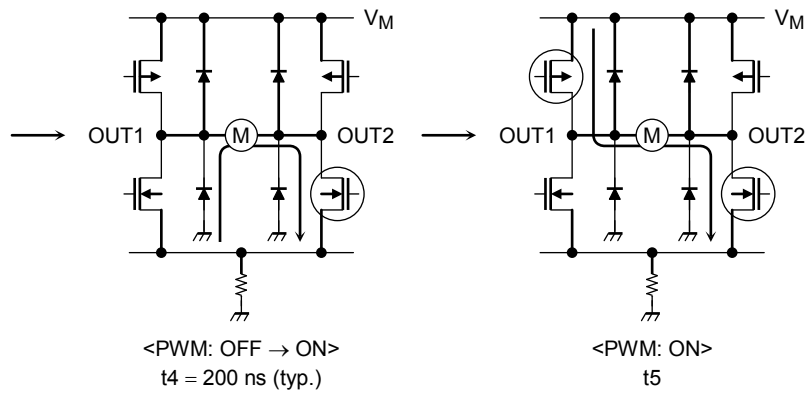 V_M
V_M
OUT1 M OUT2
OUT1 M OUT2
<PWM: OFF → ON>
t4 = 200 ns (typ.)
<PWM: ON>
t5